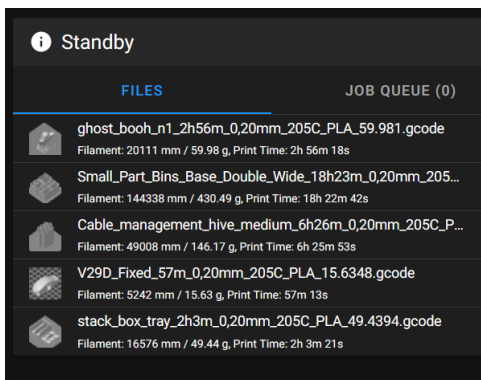 Standby
FILES
JOB QUEUE (0)
ghost_booh_n1_2h56m_0,20mm_205C_PLA_59.981.gcode
Filament: 20111 mm / 59.98 g, Print Time: 2h 56m 18s
Small_Part_Bins_Base_Double_Wide_18h23m_0,20mm_205...
Filament: 144338 mm / 430.49 g, Print Time: 18h 22m 42s
Cable_management_hive_medium_6h26m_0,20mm_205C_P...
Filament: 49008 mm / 146.17 g, Print Time: 6h 25m 53s
V29D_Fixed_57m_0,20mm_205C_PLA_15.6348.gcode
Filament: 5242 mm / 15.63 g, Print Time: 57m 13s
stack_box_tray_2h3m_0,20mm_205C_PLA_49.4394.gcode
Filament: 16576 mm / 49.44 g, Print Time: 2h 3m 21s